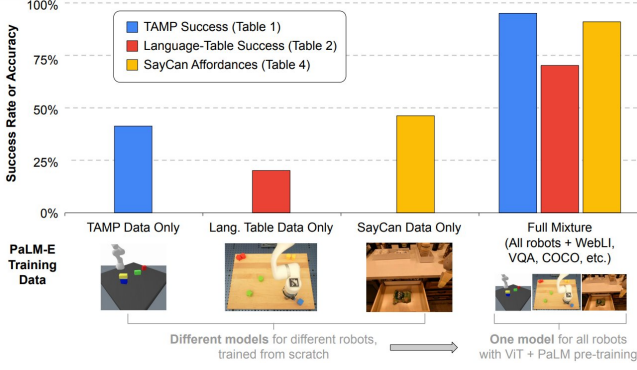 100%
75%
50%
25%
0%
Success Rate or Accuracy
TAMP Success (Table 1)
Language-Table Success (Table 2)
SayCan Affordances (Table 4)
TAMP Data Only
Lang. Table Data Only
SayCan Data Only
Full Mixture
(All robots + WebLI,
VQA, COCO, etc.)
PaLM-E
Training
Data
Different models for different robots,
trained from scratch
One model for all robots
with ViT + PaLM pre-training